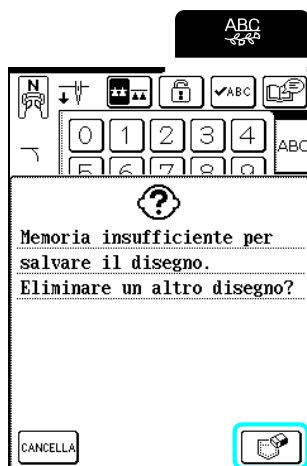 ABC
N
ABC
0 1 2 3 4
ABC
5 6 7 8 9
Memoria insufficiente per
salvare il disegno.
Eliminare un altro disegno?
CANCELLA